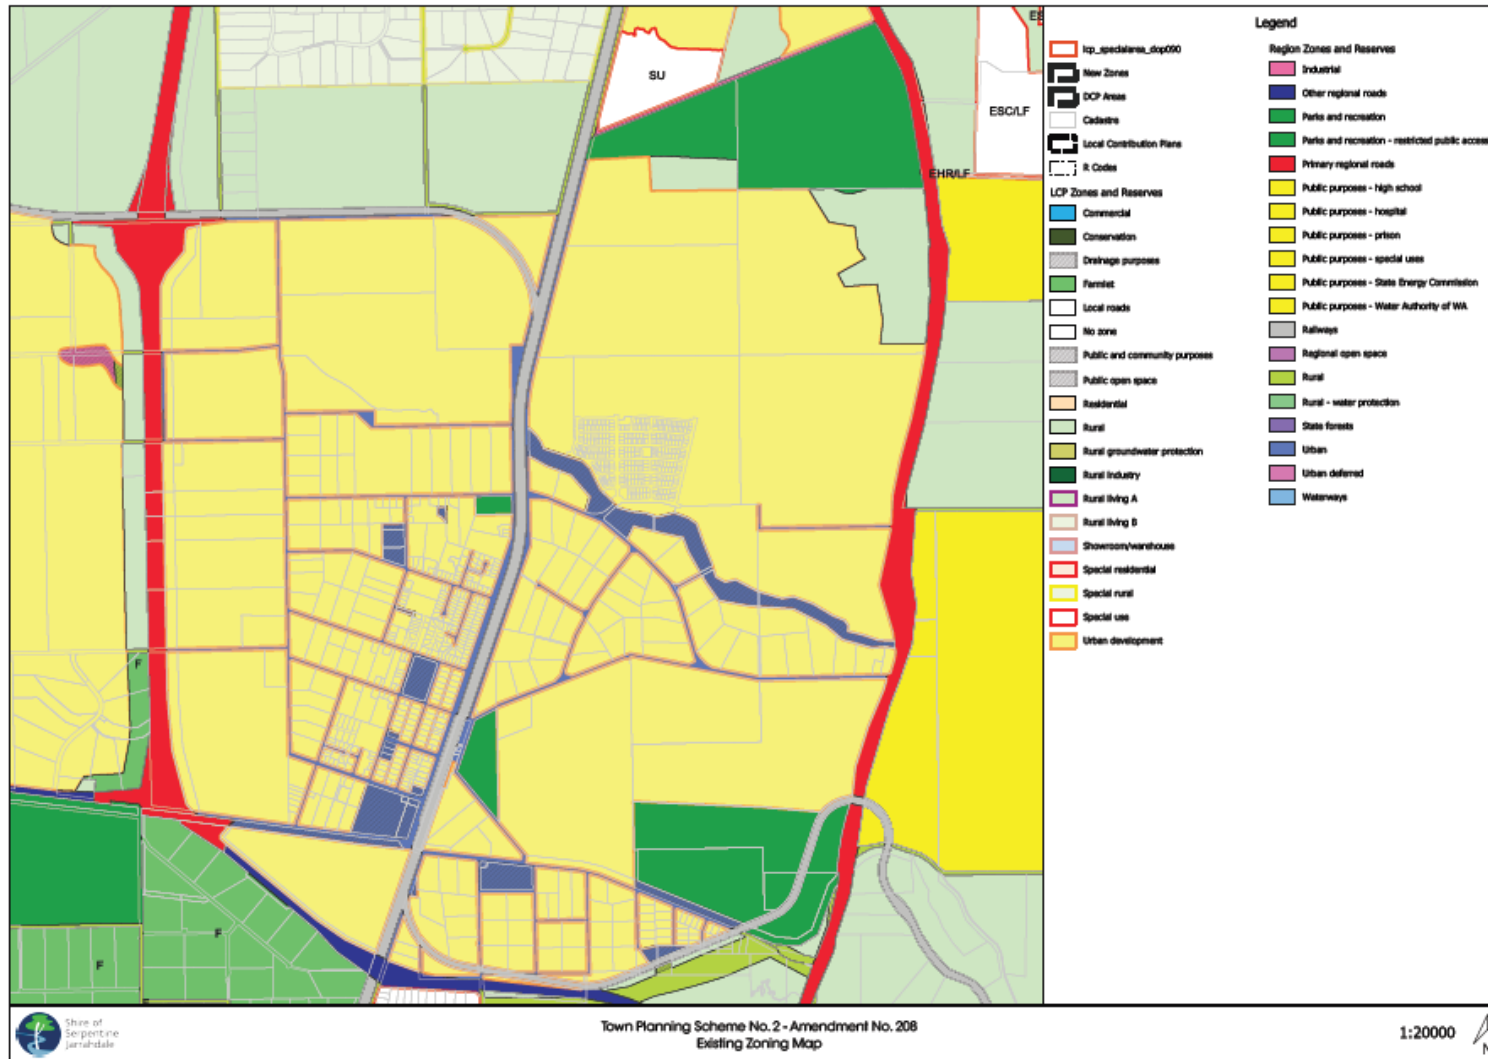 SU
ES
ESC/LF
EHR/LF
F
F
F
Legend
lcp_specialarea_dop090
New Zones
DCP Areas
Cadastre
Local Contribution Plans
R Codes
LCP Zones and Reserves
Commercial
Conservation
Drainage purposes
Farmlet
Local roads
No zone
Public and community purposes
Public open space
Residential
Rural
Rural groundwater protection
Rural industry
Rural living A
Rural living B
Showroom/warehouse
Special residential
Special rural
Special use
Urban development
Region Zones and Reserves
Industrial
Other regional roads
Parks and recreation
Parks and recreation - restricted public access
Primary regional roads
Public purposes - high school
Public purposes - hospital
Public purposes - prison
Public purposes - special uses
Public purposes - State Energy Commission
Public purposes - Water Authority of WA
Railways
Regional open space
Rural
Rural - water protection
State forests
Urban
Urban deferred
Waterways
Shire of
Serpentine
Jarrahdale
Town Planning Scheme No. 2 - Amendment No. 208
Existing Zoning Map
1:20000
N